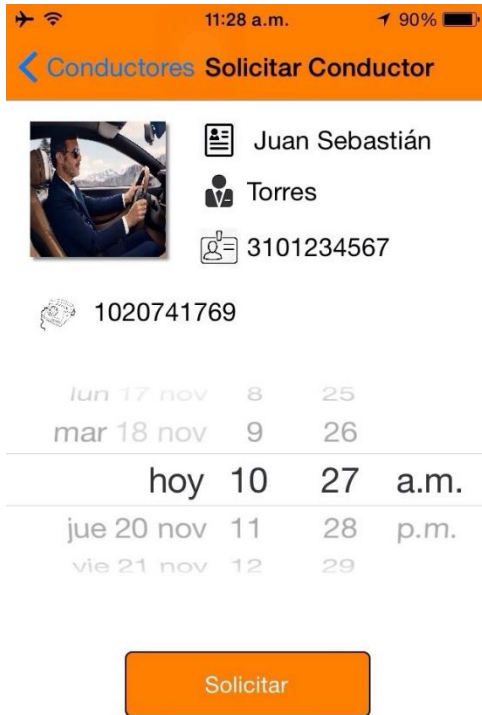 11:28 a.m. 90%
Conductores Solicitar Conductor
Juan Sebastián
Torres
3101234567
1020741769
lun 17 nov 8 25
mar 18 nov 9 26
hoy 10 27 a.m.
jue 20 nov 11 28 p.m.
vie 21 nov 12 29
Solicitar